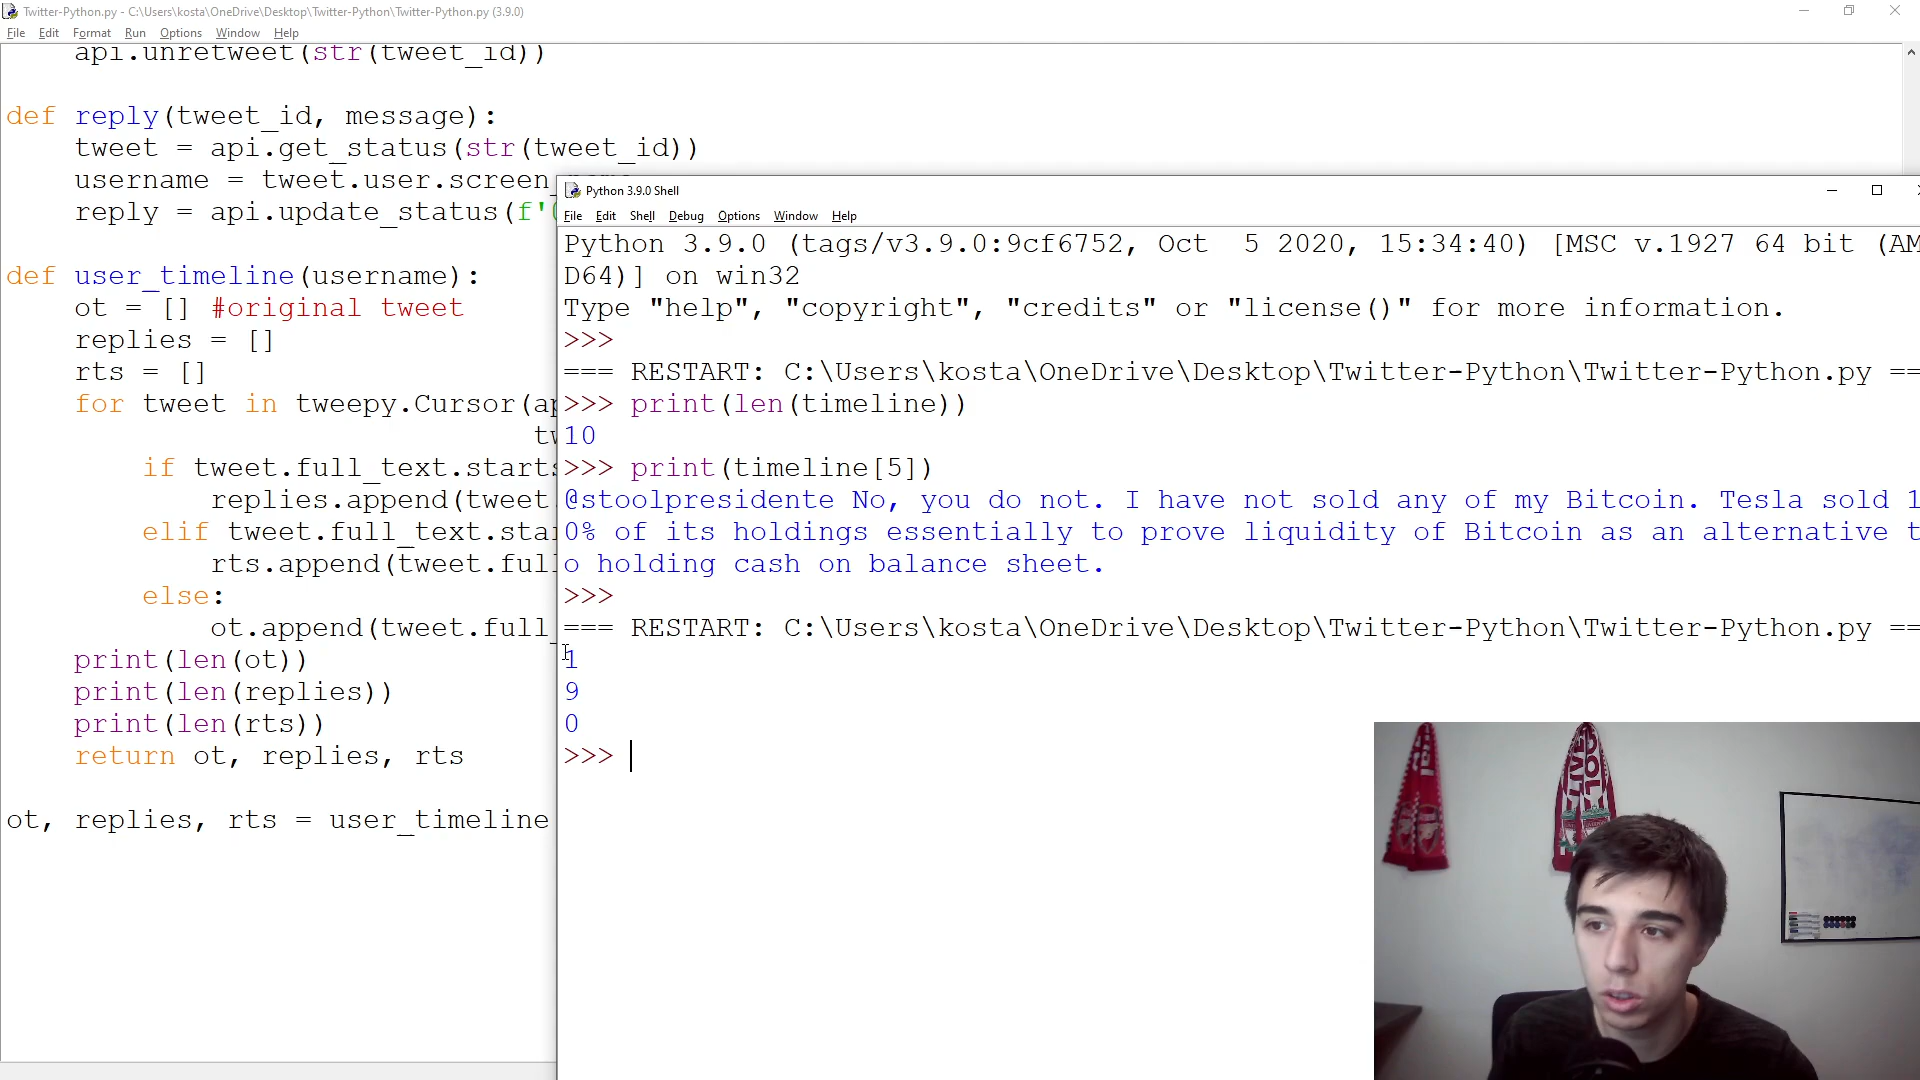 Twitter-Python.py - C:\Users\kosta\OneDrive\Desktop\Twitter-Python\Twitter-Python.py (3.9.0)
File Edit Format Run Options Window Help
api.unretweet(str(tweet_id))
def reply(tweet_id, message):
tweet = api.get_status(str(tweet_id))
username = tweet.user.screen_
reply = api.update_status(f'
def user_timeline(username):
ot = [] #original tweet
replies = []
rts = []
for tweet in tweepy.Cursor(ap
tw
if tweet.full_text.starts
replies.append(tweet.
elif tweet.full_text.star
rts.append(tweet.full
else:
ot.append(tweet.full_
print(len(ot))
print(len(replies))
print(len(rts))
return ot, replies, rts
ot, replies, rts = user_timeline
Python 3.9.0 Shell
File Edit Shell Debug Options Window Help
Python 3.9.0 (tags/v3.9.0:9cf6752, Oct  5 2020, 15:34:40) [MSC v.1927 64 bit (AM
D64)] on win32
Type "help", "copyright", "credits" or "license()" for more information.
>>>
=== RESTART: C:\Users\kosta\OneDrive\Desktop\Twitter-Python\Twitter-Python.py ==
>>> print(len(timeline))
10
>>> print(timeline[5])
@stoolpresidente No, you do not. I have not sold any of my Bitcoin. Tesla sold 1
0% of its holdings essentially to prove liquidity of Bitcoin as an alternative t
o holding cash on balance sheet.
>>>
=== RESTART: C:\Users\kosta\OneDrive\Desktop\Twitter-Python\Twitter-Python.py ==
1
9
0
>>>